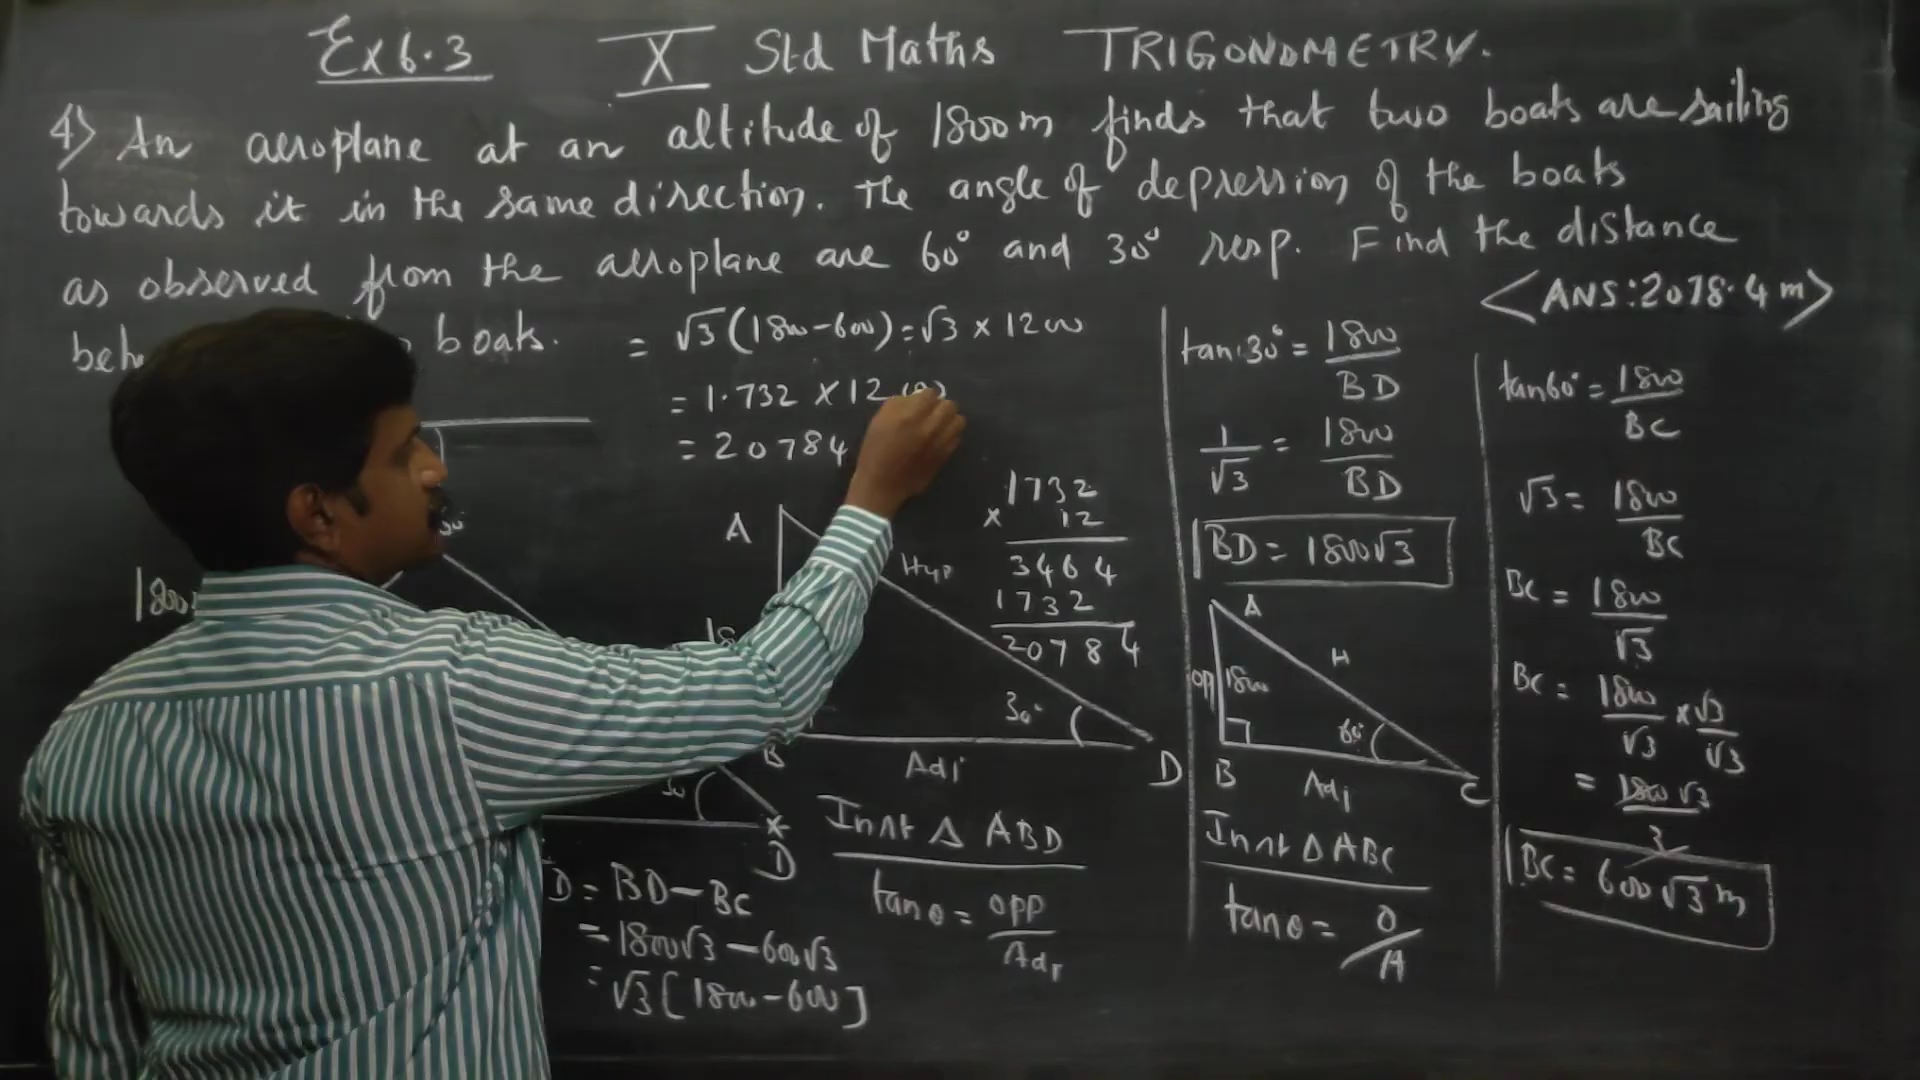 Ex 6.3 X Std Maths TRIGONOMETRY.
4) An aeroplane at an altitude of 1800 m finds that two boats are sailing
towards it in the same direction. The angle of depression of the boats
as observed from the aeroplane are 60° and 30° resp. Find the distance
boats.
<ANS: 2078.4 m>
= √3 (1800-600) = √3 × 1200
= 1.732 × 12
= 20784
1732
× 12
3464
1732
20784
A
Hyp
30°
B
Adj
D
In rt Δ ABD
tan θ = opp
Adj
30
D
D = BD - BC
= 1800√3 - 600√3
= √3 [1800-600]
tan 30° = 1800
BD
1 = 1800
√3 BD
BD = 1800√3
A
H
opp 1800
60°
B
Adj
C
In rt Δ ABC
tan θ = O/A
tan 60° = 1800
BC
√3 = 1800
BC
BC = 1800
√3
BC = 1800 × √3
√3 √3
= 1800√3
3
BC = 600√3 m